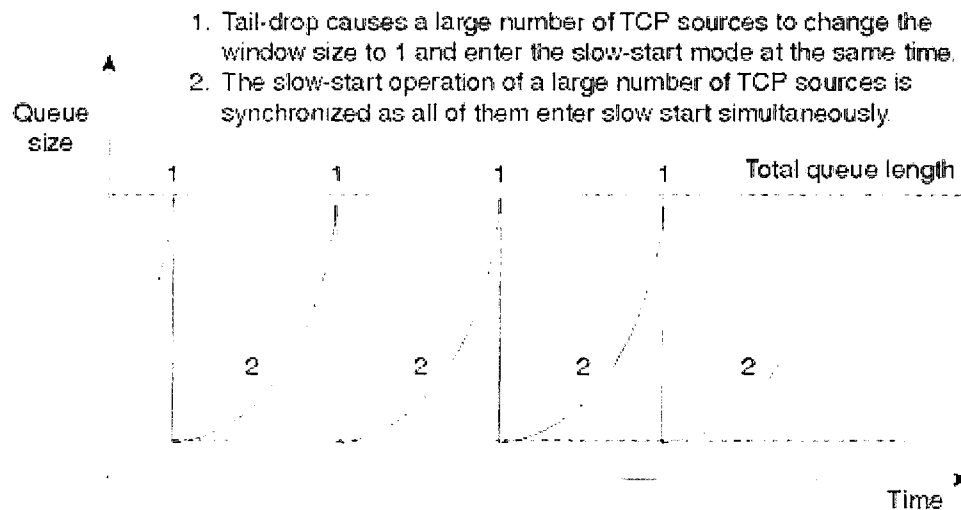 1. Tail-drop causes a large number of TCP sources to change the
window size to 1 and enter the slow-start mode at the same time.
2. The slow-start operation of a large number of TCP sources is
synchronized as all of them enter slow start simultaneously.
Queue
size
1 1 1 1 Total queue length
2 2 2 2
Time